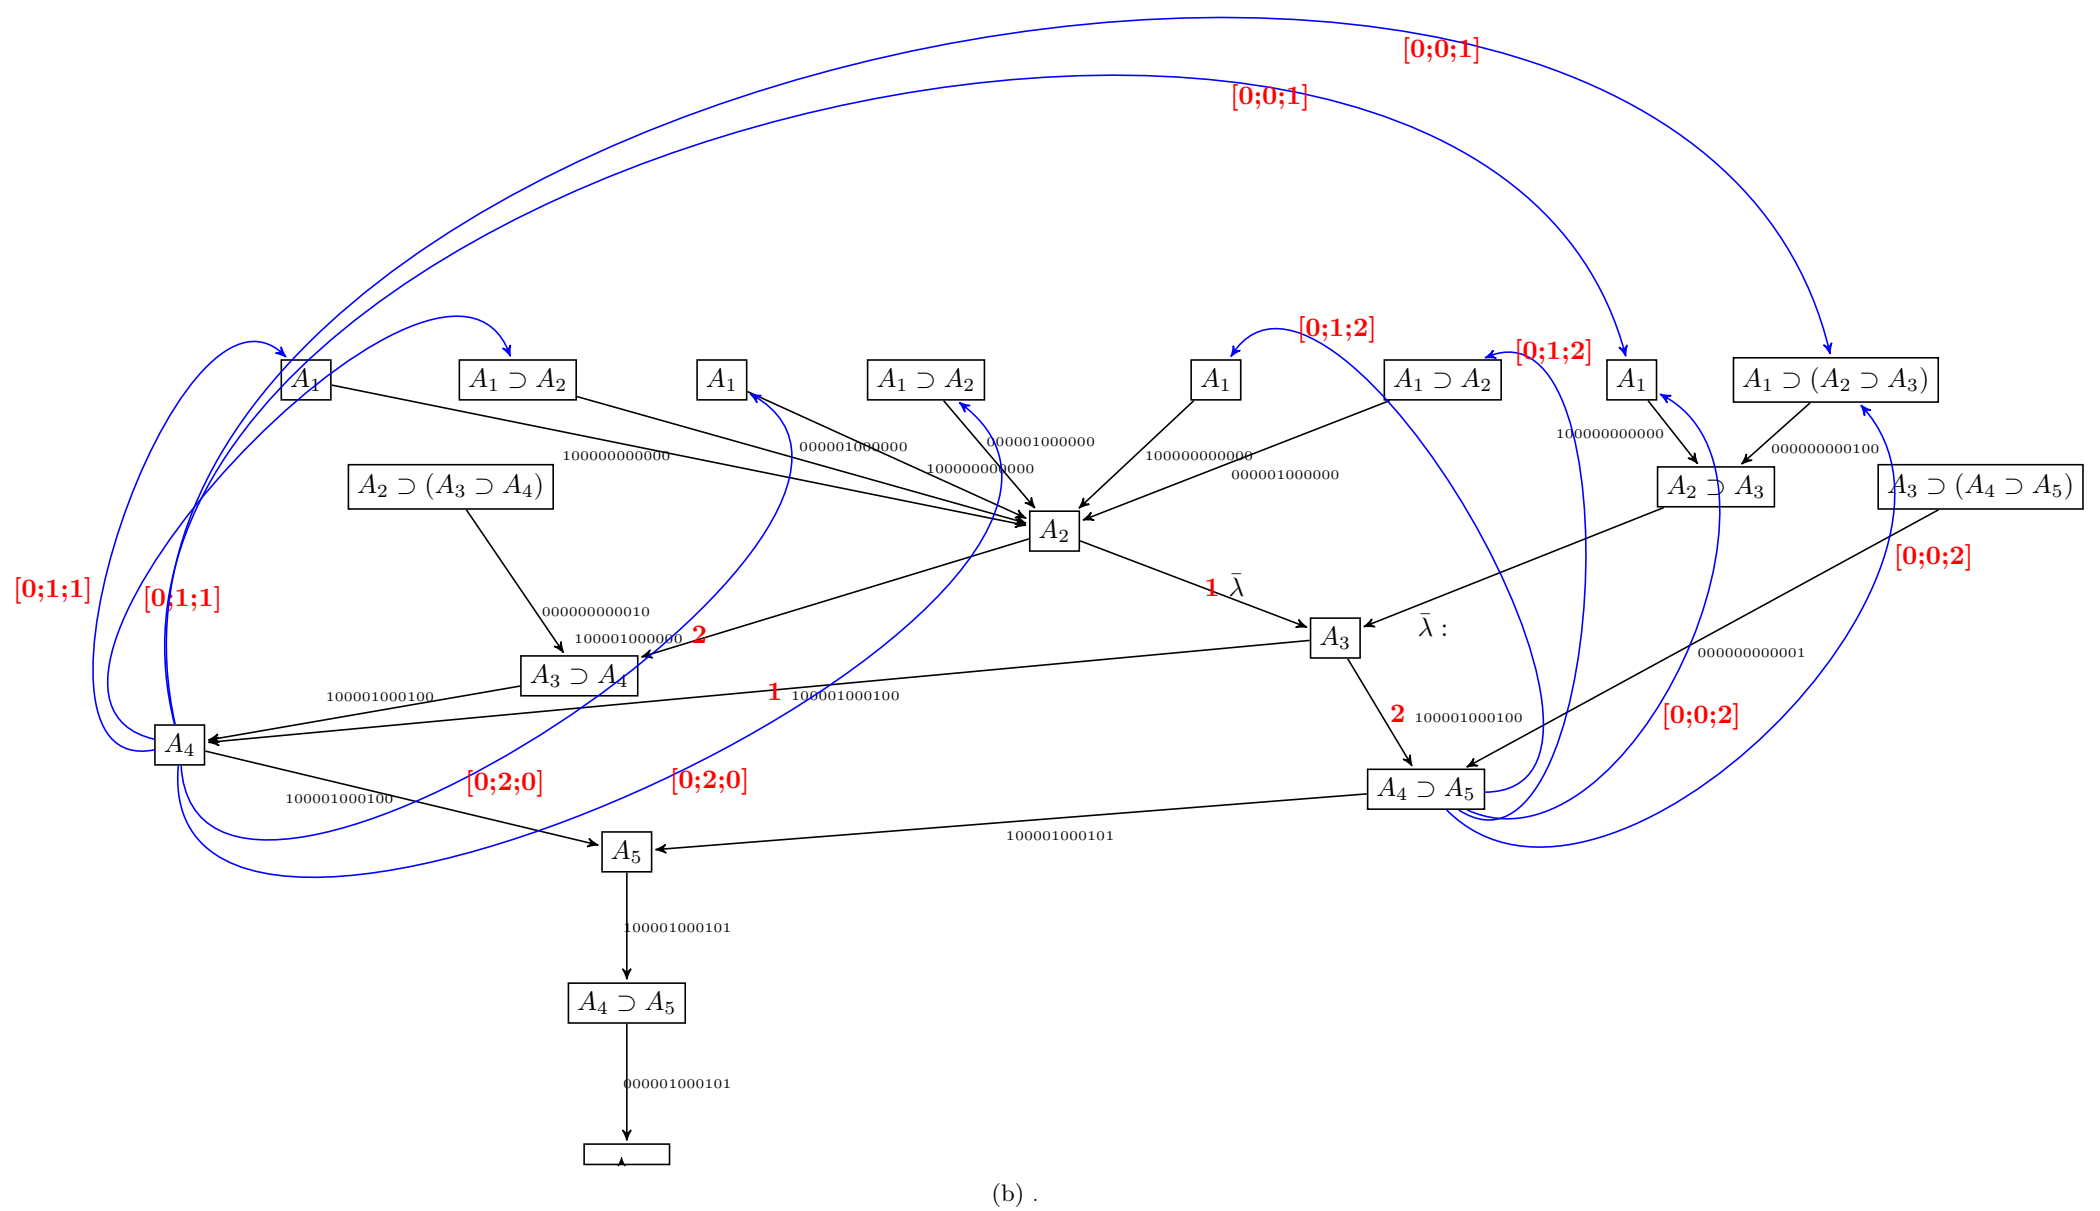 [0;0;1]
[0;0;1]
[0;1;2]
[0;1;2]
A₁
A₁ ⊃ A₂
A₁
A₁ ⊃ A₂
A₁
A₁ ⊃ A₂
A₁
A₁ ⊃ (A₂ ⊃ A₃)
100000000000
000001000000
100000000000
000001000000
100000000000
000001000000
100000000000
000000000100
A₂ ⊃ (A₃ ⊃ A₄)
A₂ ⊃ A₃
A₃ ⊃ (A₄ ⊃ A₅)
A₂
[0;0;2]
[0;1;1]
[0;1;1]
1 λ̄
000000000010
100001000000 2
A₃
λ̄ :
000000000001
A₃ ⊃ A₄
100001000100
1 100001000100
2 100001000100
[0;0;2]
A₄
[0;2;0]
[0;2;0]
A₄ ⊃ A₅
100001000100
100001000101
A₅
100001000101
A₄ ⊃ A₅
000001000101
(b) .